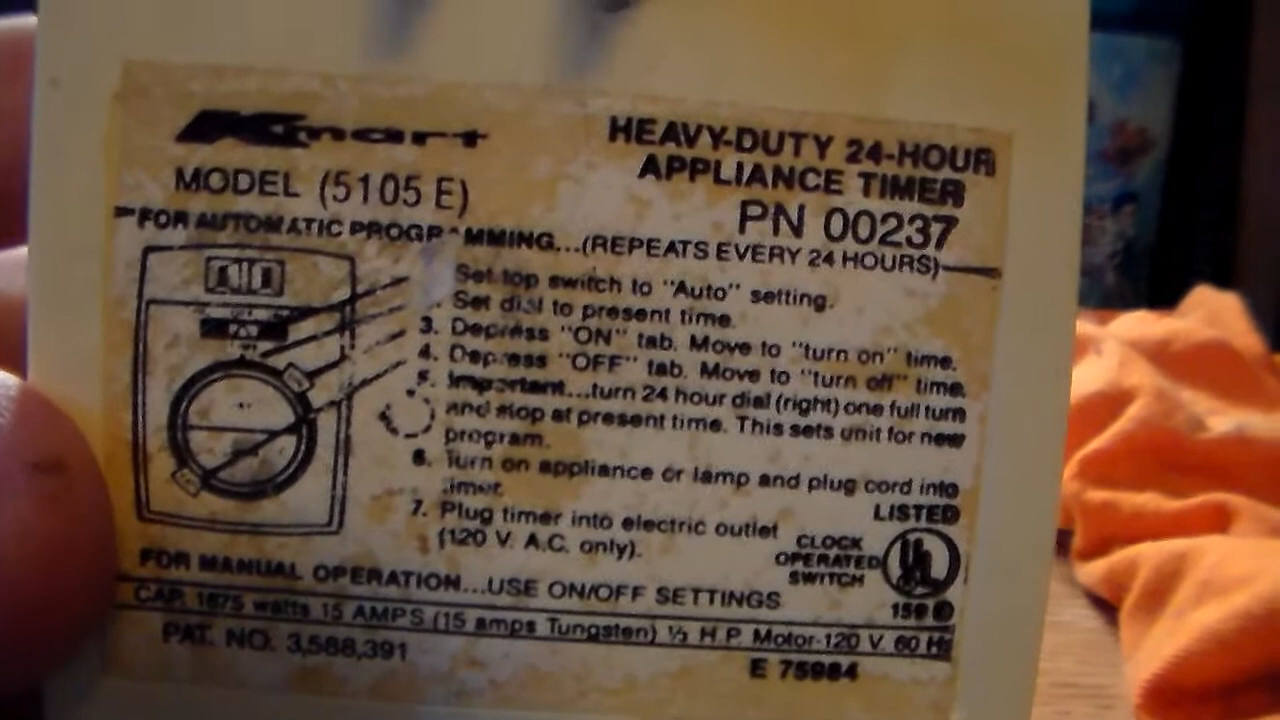 Kmart
HEAVY-DUTY 24-HOUR
APPLIANCE TIMER
MODEL (5105 E)
PN 00237
FOR AUTOMATIC PROGRAMMING...(REPEATS EVERY 24 HOURS)
Set top switch to "Auto" setting.
Set dial to present time.
3. Depress "ON" tab. Move to "turn on" time.
4. Depress "OFF" tab. Move to "turn off" time.
5. Important...turn 24 hour dial (right) one full turn
and stop at present time. This sets unit for new
program.
6. Turn on appliance or lamp and plug cord into
timer.
7. Plug timer into electric outlet
(120 V. A.C. only).
LISTED
CLOCK
OPERATED
SWITCH
UL
FOR MANUAL OPERATION...USE ON/OFF SETTINGS
CAP. 1875 watts 15 AMPS (15 amps Tungsten) ⅓ H.P. Motor-120 V. 60 Hz
PAT. NO. 3,588,391
E 75984